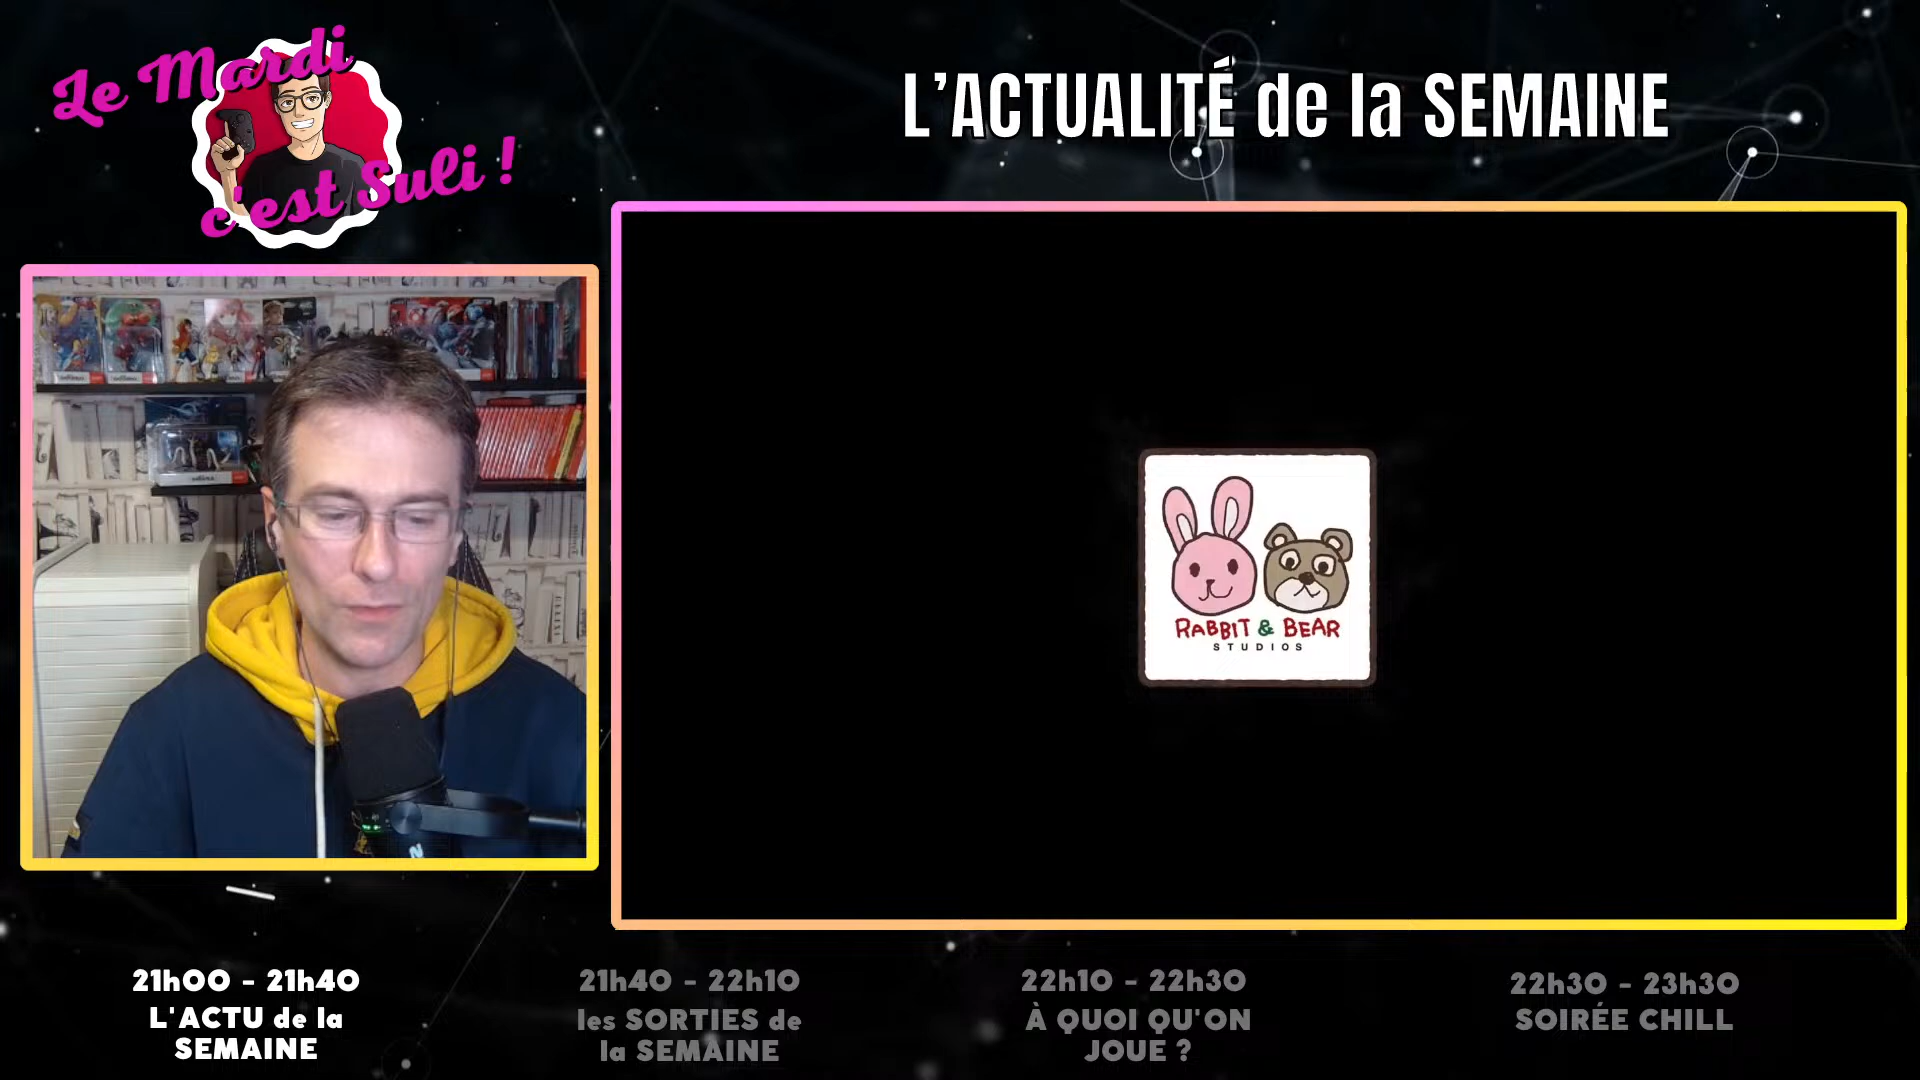 Le Mardi
c'est Suli !
L'ACTUALITÉ de la SEMAINE
RABBIT & BEAR
STUDIOS
21h00 - 21h40
L'ACTU de la
SEMAINE
21h40 - 22h10
les SORTIES de
la SEMAINE
22h10 - 22h30
À QUOI QU'ON
JOUE ?
22h30 - 23h30
SOIRÉE CHILL